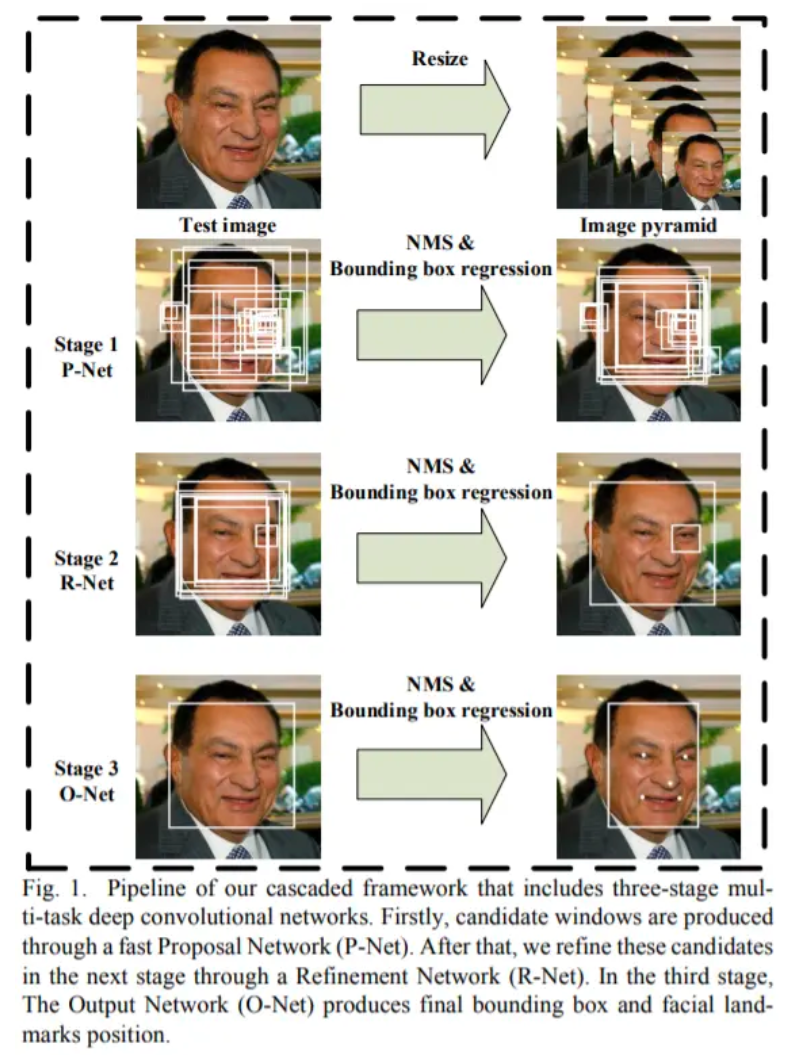 Resize
Test image
Image pyramid
NMS &
Bounding box regression
Stage 1
P-Net
NMS &
Bounding box regression
Stage 2
R-Net
NMS &
Bounding box regression
Stage 3
O-Net
Fig. 1. Pipeline of our cascaded framework that includes three-stage mul-
ti-task deep convolutional networks. Firstly, candidate windows are produced
through a fast Proposal Network (P-Net). After that, we refine these candidates
in the next stage through a Refinement Network (R-Net). In the third stage,
The Output Network (O-Net) produces final bounding box and facial land-
marks position.